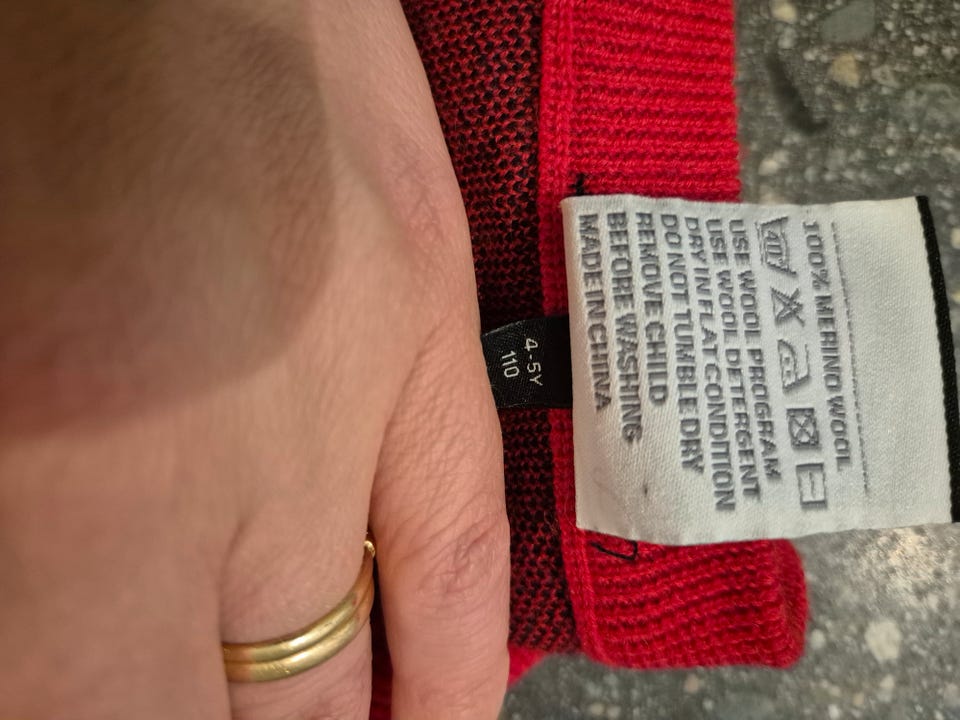 100% MERINO WOOL
40
USE WOOL PROGRAM
USE WOOL DETERGENT
DRY IN FLAT CONDITION
DO NOT TUMBLE DRY
REMOVE CHILD
BEFORE WASHING
MADE IN CHINA
4-5Y
110